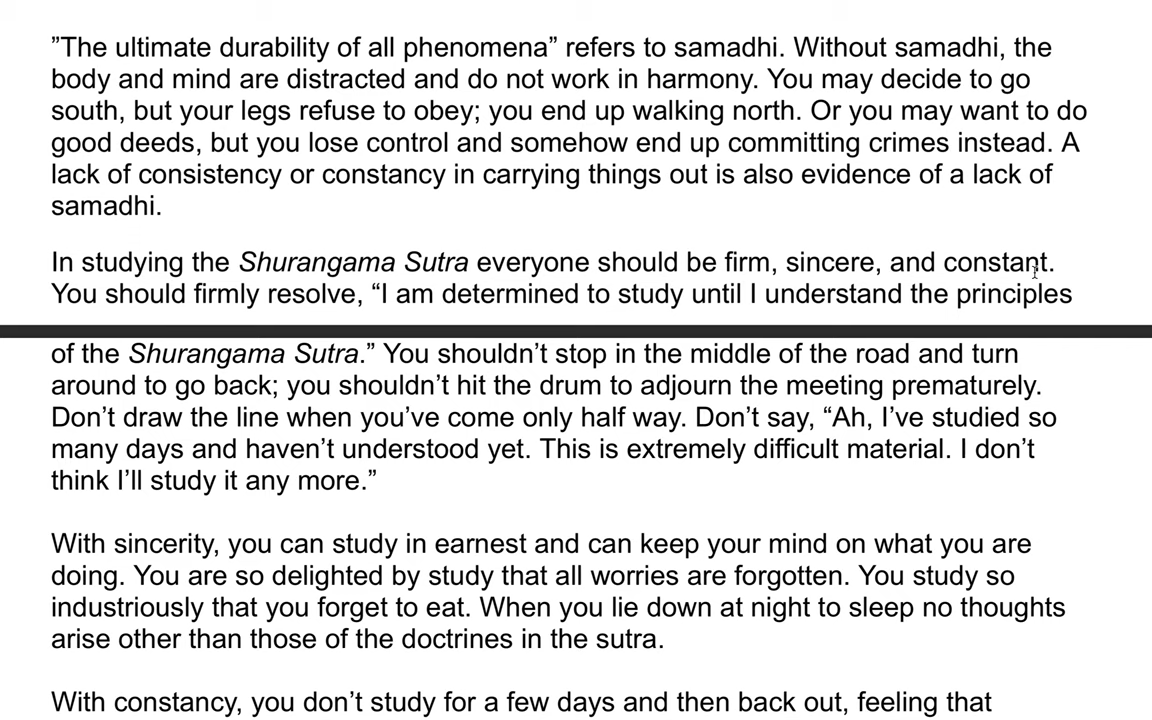 ”The ultimate durability of all phenomena” refers to samadhi. Without samadhi, the
body and mind are distracted and do not work in harmony. You may decide to go
south, but your legs refuse to obey; you end up walking north. Or you may want to do
good deeds, but you lose control and somehow end up committing crimes instead. A
lack of consistency or constancy in carrying things out is also evidence of a lack of
samadhi.
In studying the Shurangama Sutra everyone should be firm, sincere, and constant.
You should firmly resolve, “I am determined to study until I understand the principles
of the Shurangama Sutra.” You shouldn’t stop in the middle of the road and turn
around to go back; you shouldn’t hit the drum to adjourn the meeting prematurely.
Don’t draw the line when you’ve come only half way. Don’t say, “Ah, I’ve studied so
many days and haven’t understood yet. This is extremely difficult material. I don’t
think I’ll study it any more.”
With sincerity, you can study in earnest and can keep your mind on what you are
doing. You are so delighted by study that all worries are forgotten. You study so
industriously that you forget to eat. When you lie down at night to sleep no thoughts
arise other than those of the doctrines in the sutra.
With constancy, you don’t study for a few days and then back out, feeling that